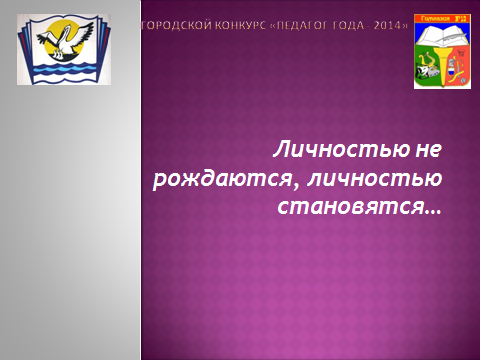 ГОРОДСКОЙ КОНКУРС «ПЕДАГОГ ГОДА - 2014»
Личностью не
рождаются, личностью
становятся…